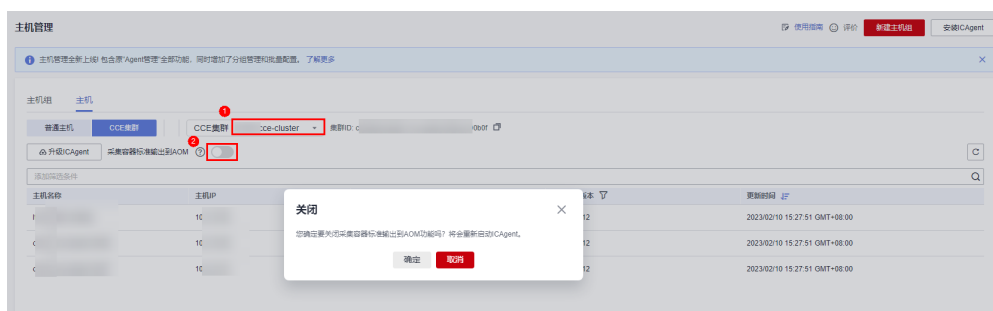 主机管理
使用指南 评价 新建主机组 安装ICAgent
主机管理全新上线! 包含原"Agent管理"全部功能，同时增加了分组管理和批量配置。 了解更多
主机组 主机
1
普通主机 CCE集群 CCE集群 cce-cluster 集群ID: c 0b0f
2
升级ICAgent 采集容器标准输出到AOM
添加筛选条件
主机名称 主机IP 版本 更新时间
关闭
10 12 2023/02/10 15:27:51 GMT+08:00
您确定要关闭采集容器标准输出到AOM功能吗? 将会重新启动ICAgent。
10 12 2023/02/10 15:27:51 GMT+08:00
确定 取消
10 12 2023/02/10 15:27:51 GMT+08:00